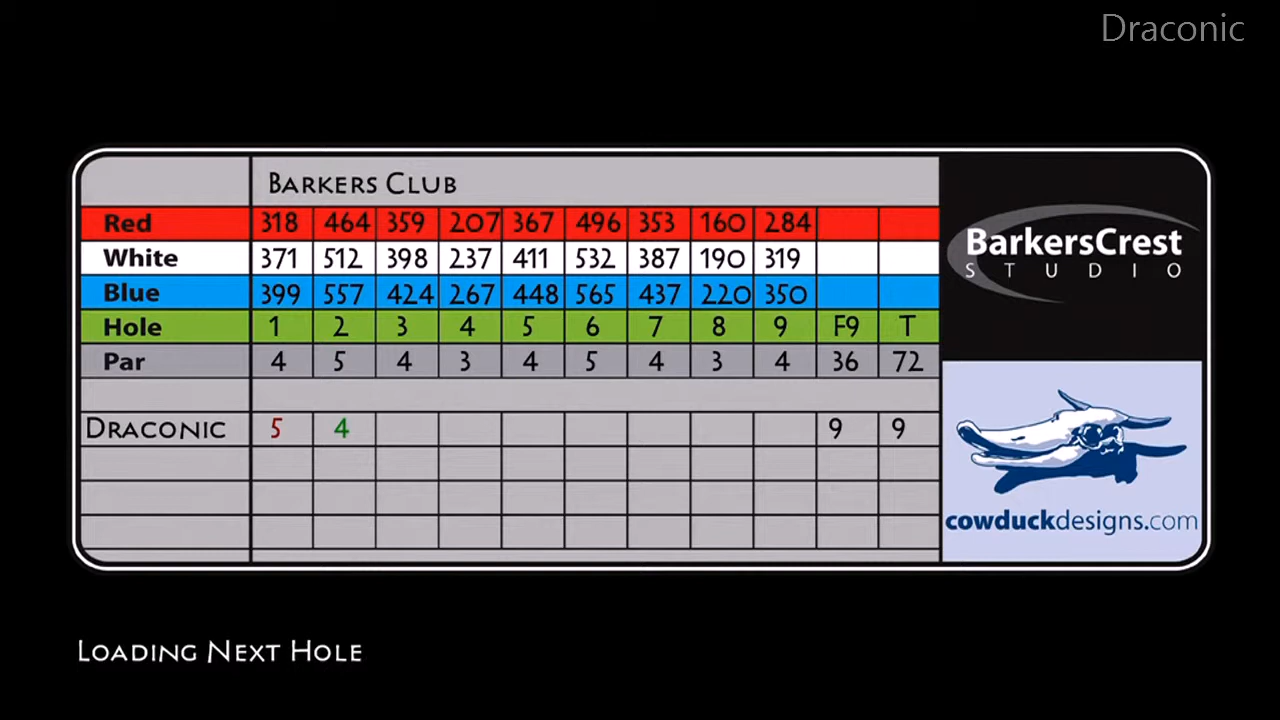 Draconic
Barkers Club
Red 318 464 359 207 367 496 353 160 284
White 371 512 398 237 411 532 387 190 319
Blue 399 557 424 267 448 565 437 220 350
Hole 1 2 3 4 5 6 7 8 9 F9 T
Par 4 5 4 3 4 5 4 3 4 36 72
Draconic 5 4 9 9
BarkersCrest
STUDIO
cowduckdesigns.com
Loading Next Hole